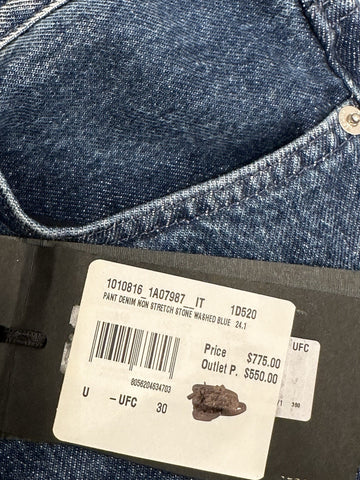 1010816_1A07987_IT 1D520
PANT DENIM NON STRETCH STONE WASHED BLUE 24.1
Price $775.00
Outlet P. $550.00
8056204634703
U - UFC 30
UFC
390